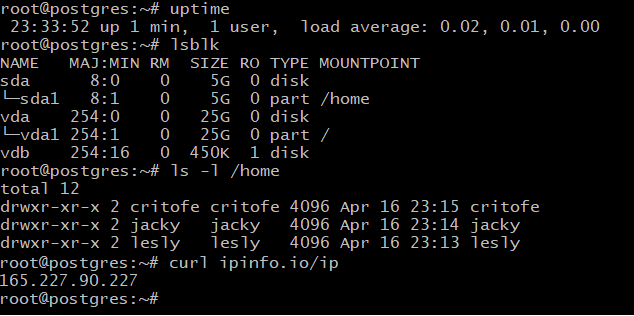 root@postgres:~# uptime
 23:33:52 up 1 min,  1 user,  load average: 0.02, 0.01, 0.00
root@postgres:~# lsblk
NAME   MAJ:MIN RM  SIZE RO TYPE MOUNTPOINT
sda      8:0    0    5G  0 disk
└─sda1   8:1    0    5G  0 part /home
vda    254:0    0   25G  0 disk
└─vda1 254:1    0   25G  0 part /
vdb    254:16   0  450K  1 disk
root@postgres:~# ls -l /home
total 12
drwxr-xr-x 2 critofe critofe 4096 Apr 16 23:15 critofe
drwxr-xr-x 2 jacky   jacky   4096 Apr 16 23:14 jacky
drwxr-xr-x 2 lesly   lesly   4096 Apr 16 23:13 lesly
root@postgres:~# curl ipinfo.io/ip
165.227.90.227
root@postgres:~#